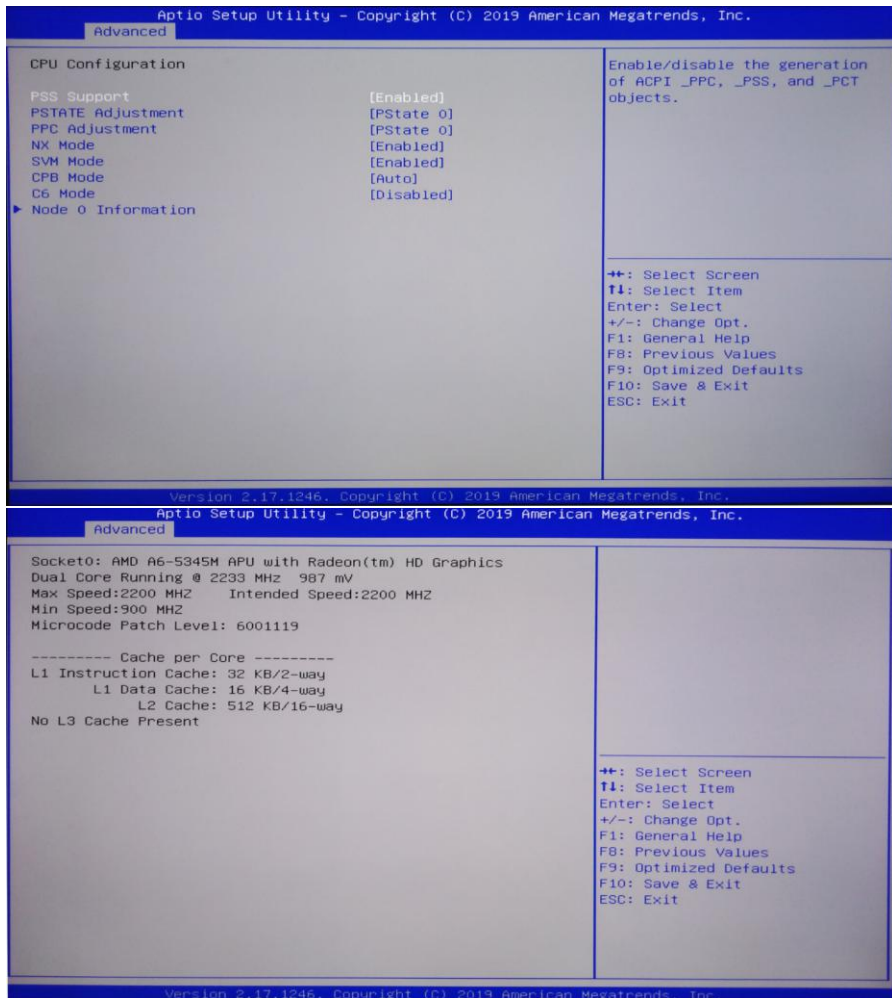 Aptio Setup Utility – Copyright (C) 2019 American Megatrends, Inc.
Advanced
CPU Configuration
PSS Support [Enabled]
PSTATE Adjustment [PState 0]
PPC Adjustment [PState 0]
NX Mode [Enabled]
SVM Mode [Enabled]
CPB Mode [Auto]
C6 Mode [Disabled]
▶ Node 0 Information
Enable/disable the generation
of ACPI _PPC, _PSS, and _PCT
objects.
→←: Select Screen
↑↓: Select Item
Enter: Select
+/-: Change Opt.
F1: General Help
F8: Previous Values
F9: Optimized Defaults
F10: Save & Exit
ESC: Exit
Version 2.17.1246. Copyright (C) 2019 American Megatrends, Inc.
Aptio Setup Utility – Copyright (C) 2019 American Megatrends, Inc.
Advanced
Socket0: AMD A6-5345M APU with Radeon(tm) HD Graphics
Dual Core Running @ 2233 MHz 987 mV
Max Speed:2200 MHZ Intended Speed:2200 MHZ
Min Speed:900 MHZ
Microcode Patch Level: 6001119
--------- Cache per Core ---------
L1 Instruction Cache: 32 KB/2-way
L1 Data Cache: 16 KB/4-way
L2 Cache: 512 KB/16-way
No L3 Cache Present
→←: Select Screen
↑↓: Select Item
Enter: Select
+/-: Change Opt.
F1: General Help
F8: Previous Values
F9: Optimized Defaults
F10: Save & Exit
ESC: Exit
Version 2.17.1246. Copyright (C) 2019 American Megatrends, Inc.